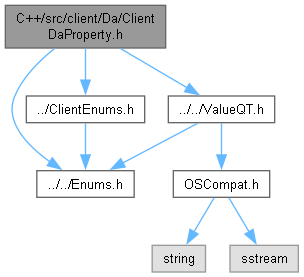 C++/src/client/Da/Client
DaProperty.h
../ClientEnums.h
../../ValueQT.h
../../Enums.h
OSCompat.h
string
sstream